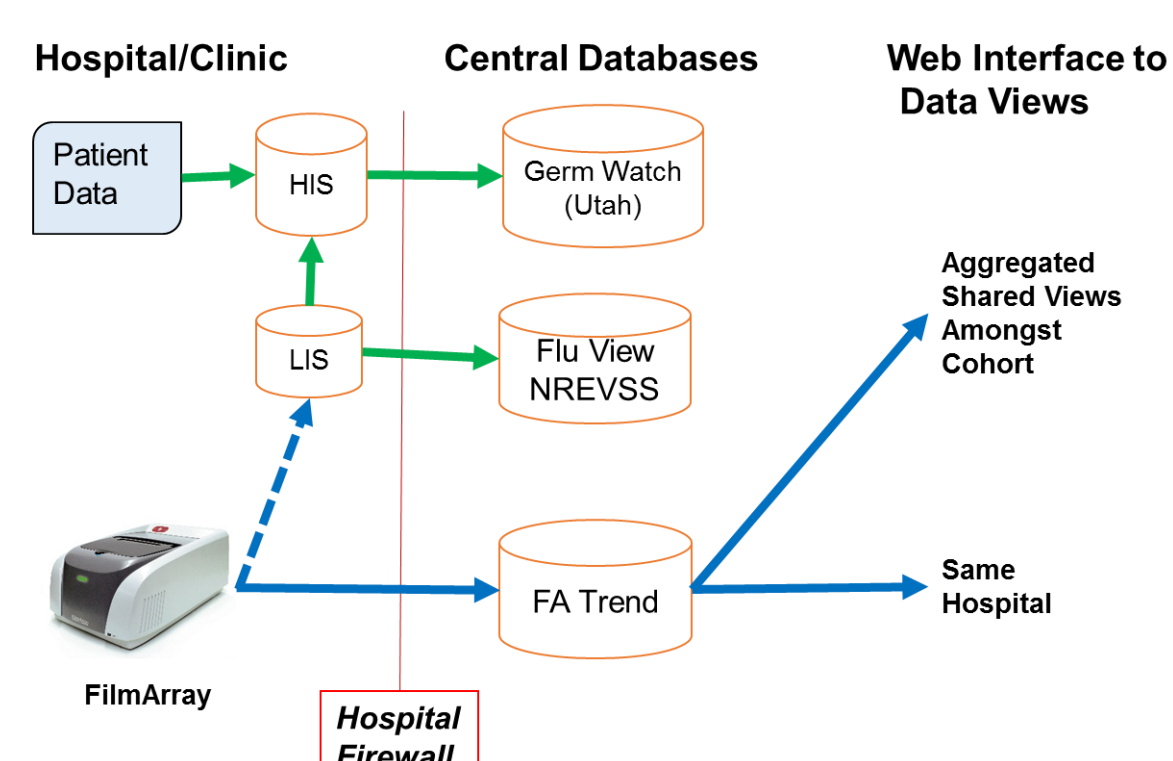 Hospital/Clinic
Central Databases
Web Interface to
Data Views
Patient
Data
HIS
Germ Watch
(Utah)
LIS
Flu View
NREVSS
Aggregated
Shared Views
Amongst
Cohort
FA Trend
Same
Hospital
FilmArray
Hospital
Firewall